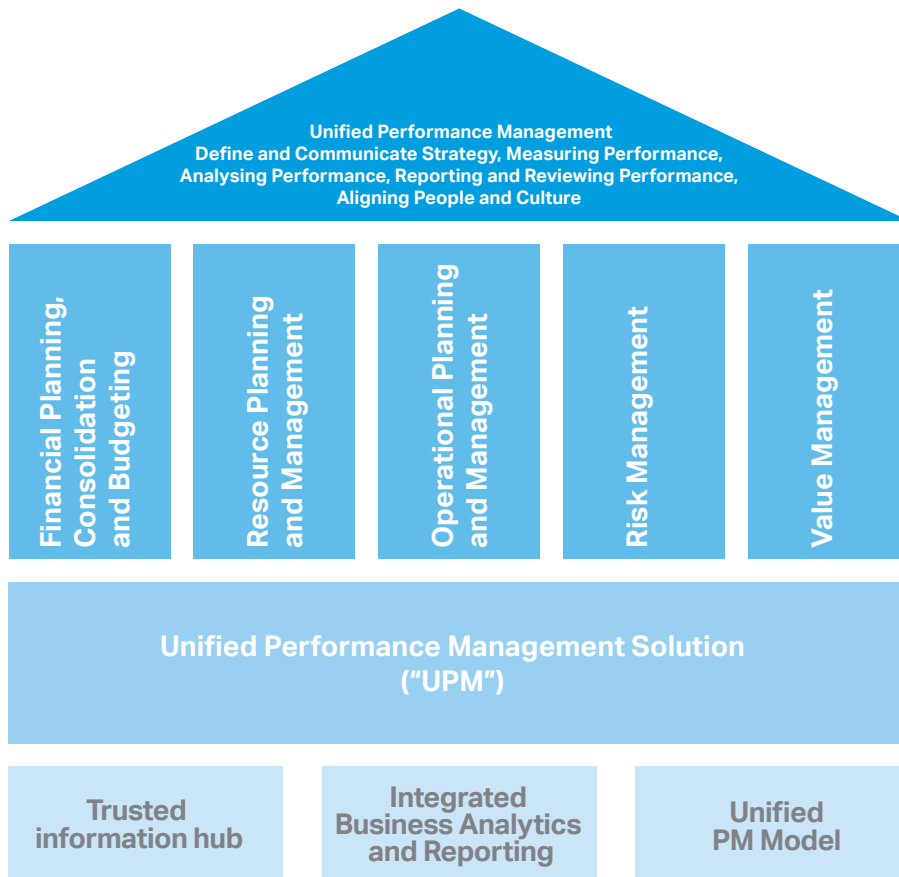 Unified Performance Management
Define and Communicate Strategy, Measuring Performance,
Analysing Performance, Reporting and Reviewing Performance,
Aligning People and Culture
Financial Planning,
Consolidation
and Budgeting
Resource Planning
and Management
Operational Planning
and Management
Risk Management
Value Management
Unified Performance Management Solution
(“UPM”)
Trusted
information hub
Integrated
Business Analytics
and Reporting
Unified
PM Model